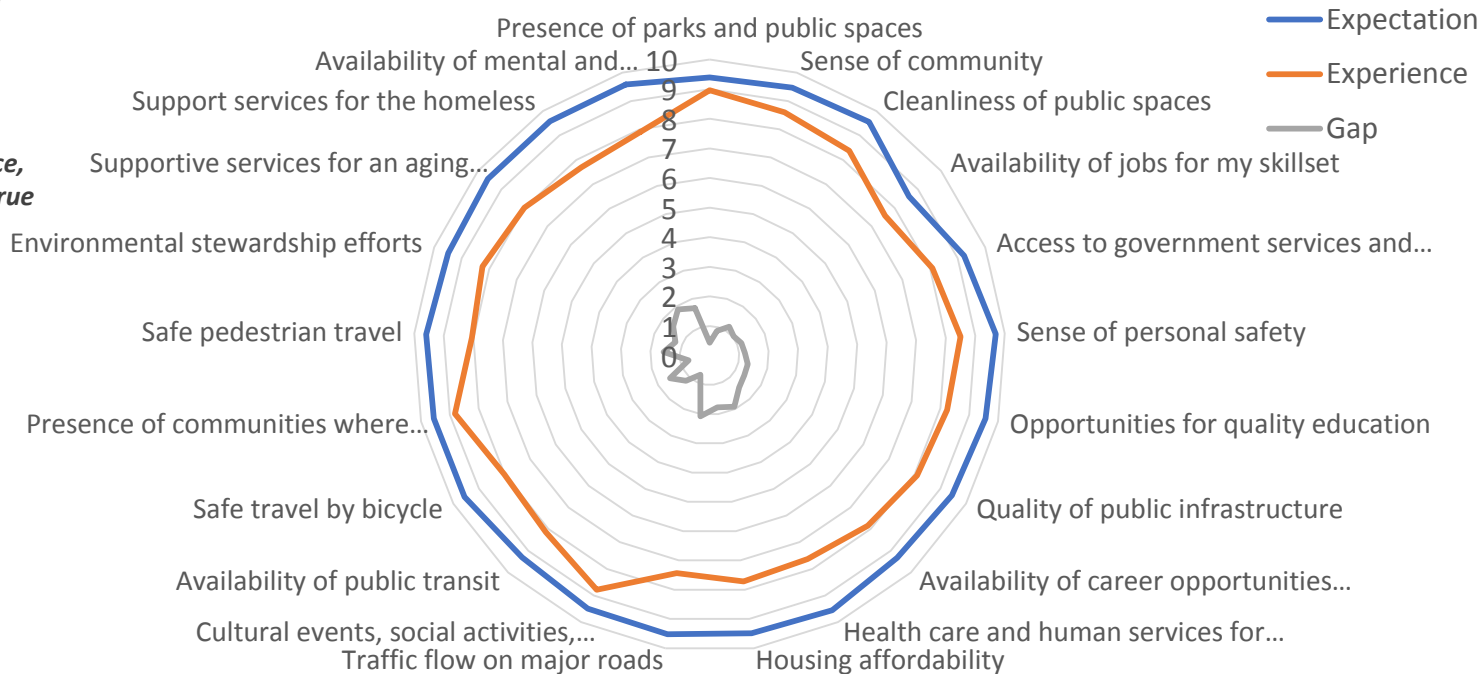 Presence of parks and public spaces
Expectation
Experience
Gap
Availability of mental and...
Sense of community
Support services for the homeless
Cleanliness of public spaces
ce,
rue
Supportive services for an aging...
Availability of jobs for my skillset
Environmental stewardship efforts
Access to government services and...
Safe pedestrian travel
Sense of personal safety
Presence of communities where...
Opportunities for quality education
Safe travel by bicycle
Quality of public infrastructure
Availability of public transit
Availability of career opportunities...
Cultural events, social activities,...
Health care and human services for...
Traffic flow on major roads
Housing affordability
10
9
8
7
6
5
4
3
2
1
0